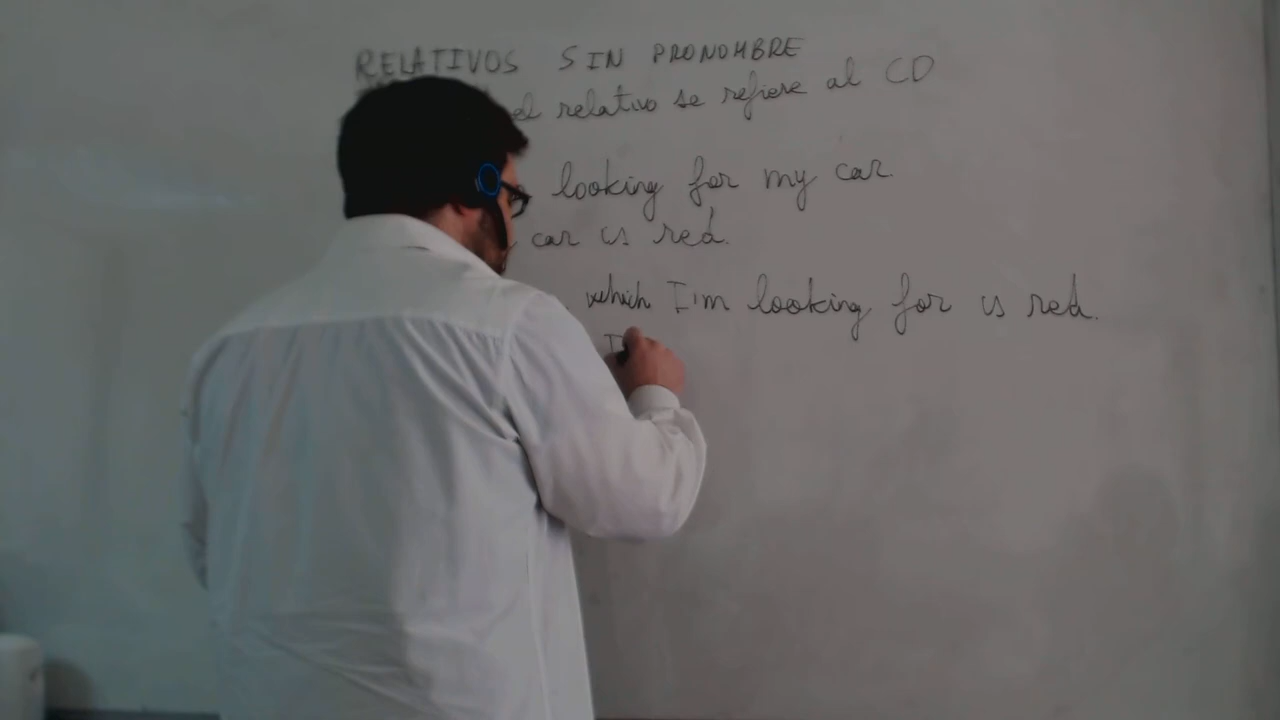 RELATIVOS SIN PRONOMBRE
el relativo se refiere al CD
looking for my car.
car is red.
which I'm looking for is red.